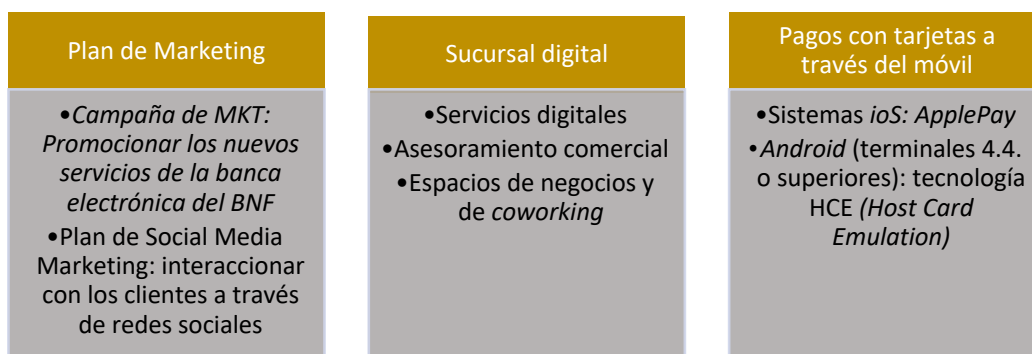 Plan de Marketing
•Campaña de MKT:
Promocionar los nuevos
servicios de la banca
electrónica del BNF
•Plan de Social Media
Marketing: interaccionar
con los clientes a través
de redes sociales
Sucursal digital
•Servicios digitales
•Asesoramiento comercial
•Espacios de negocios y
de coworking
Pagos con tarjetas a
través del móvil
•Sistemas ioS: ApplePay
•Android (terminales 4.4.
o superiores): tecnología
HCE (Host Card
Emulation)